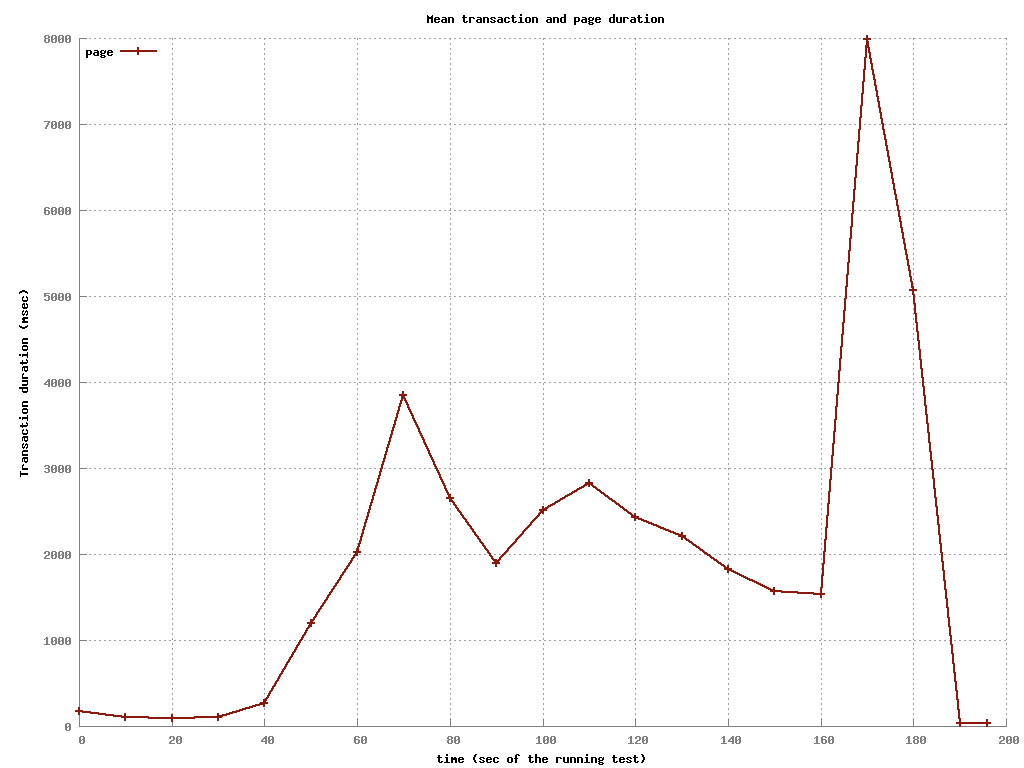 Mean transaction and page duration
page
8000
7000
6000
5000
4000
3000
2000
1000
0
Transaction duration (msec)
0 20 40 60 80 100 120 140 160 180 200
time (sec of the running test)